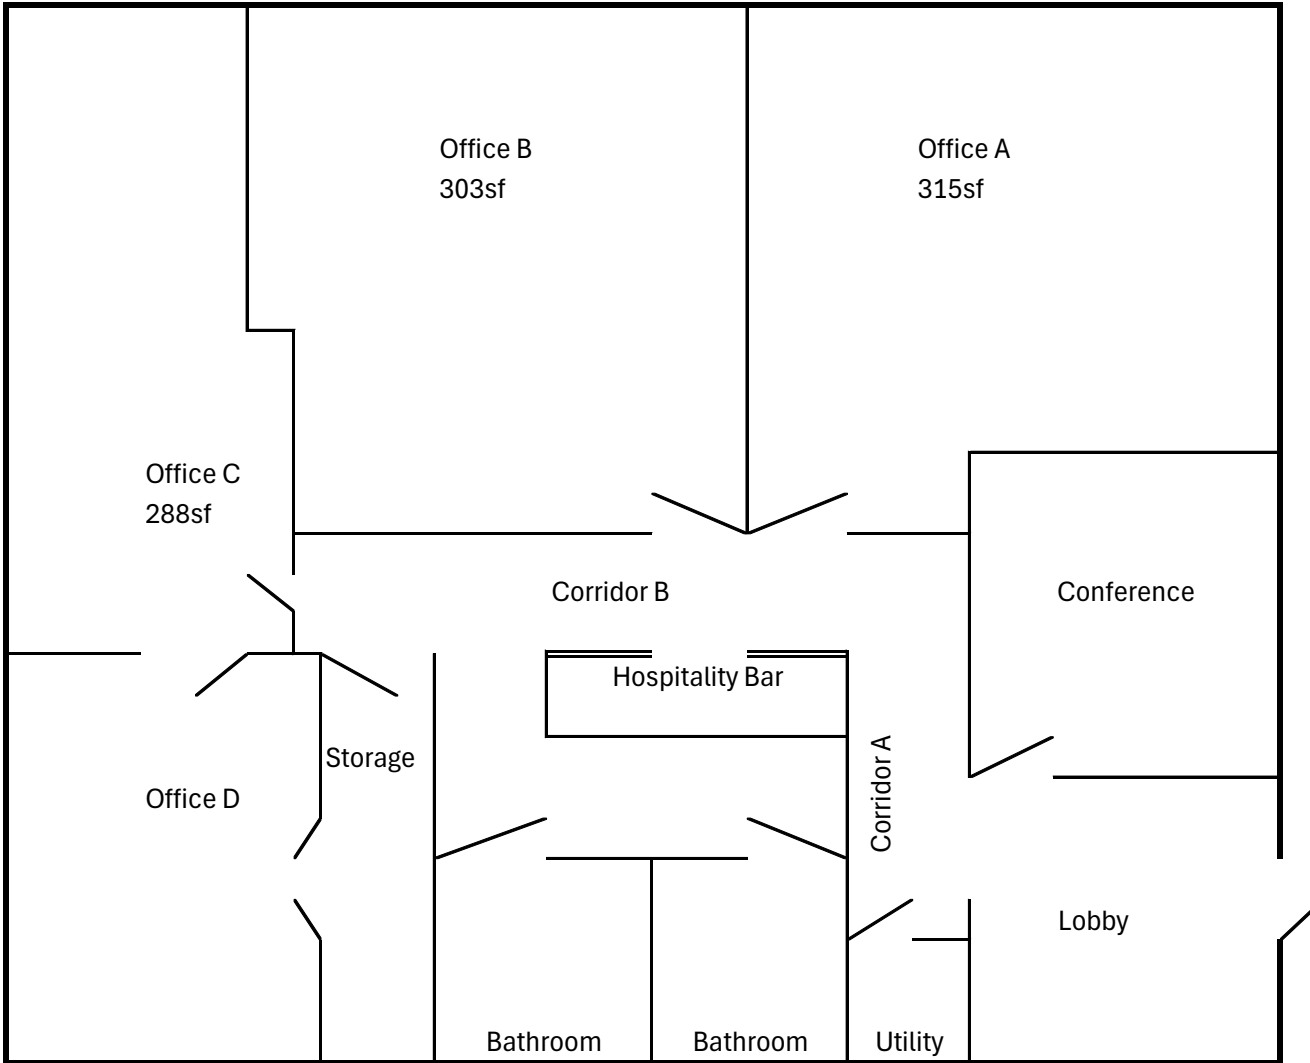 Office B
303sf
Office A
315sf
Office C
288sf
Corridor B
Conference
Hospitality Bar
Storage
Corridor A
Office D
Lobby
Bathroom
Bathroom
Utility